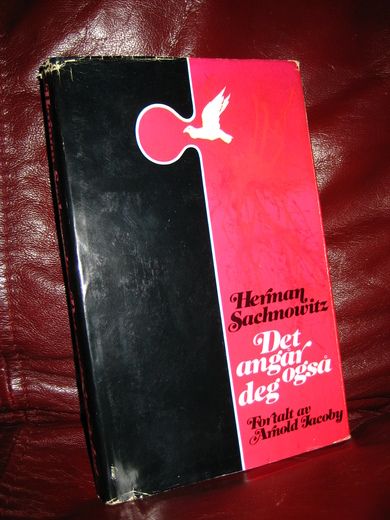 Herman
Sachnowitz
Det
angår
deg også
Fortalt av
Arnold Jacoby